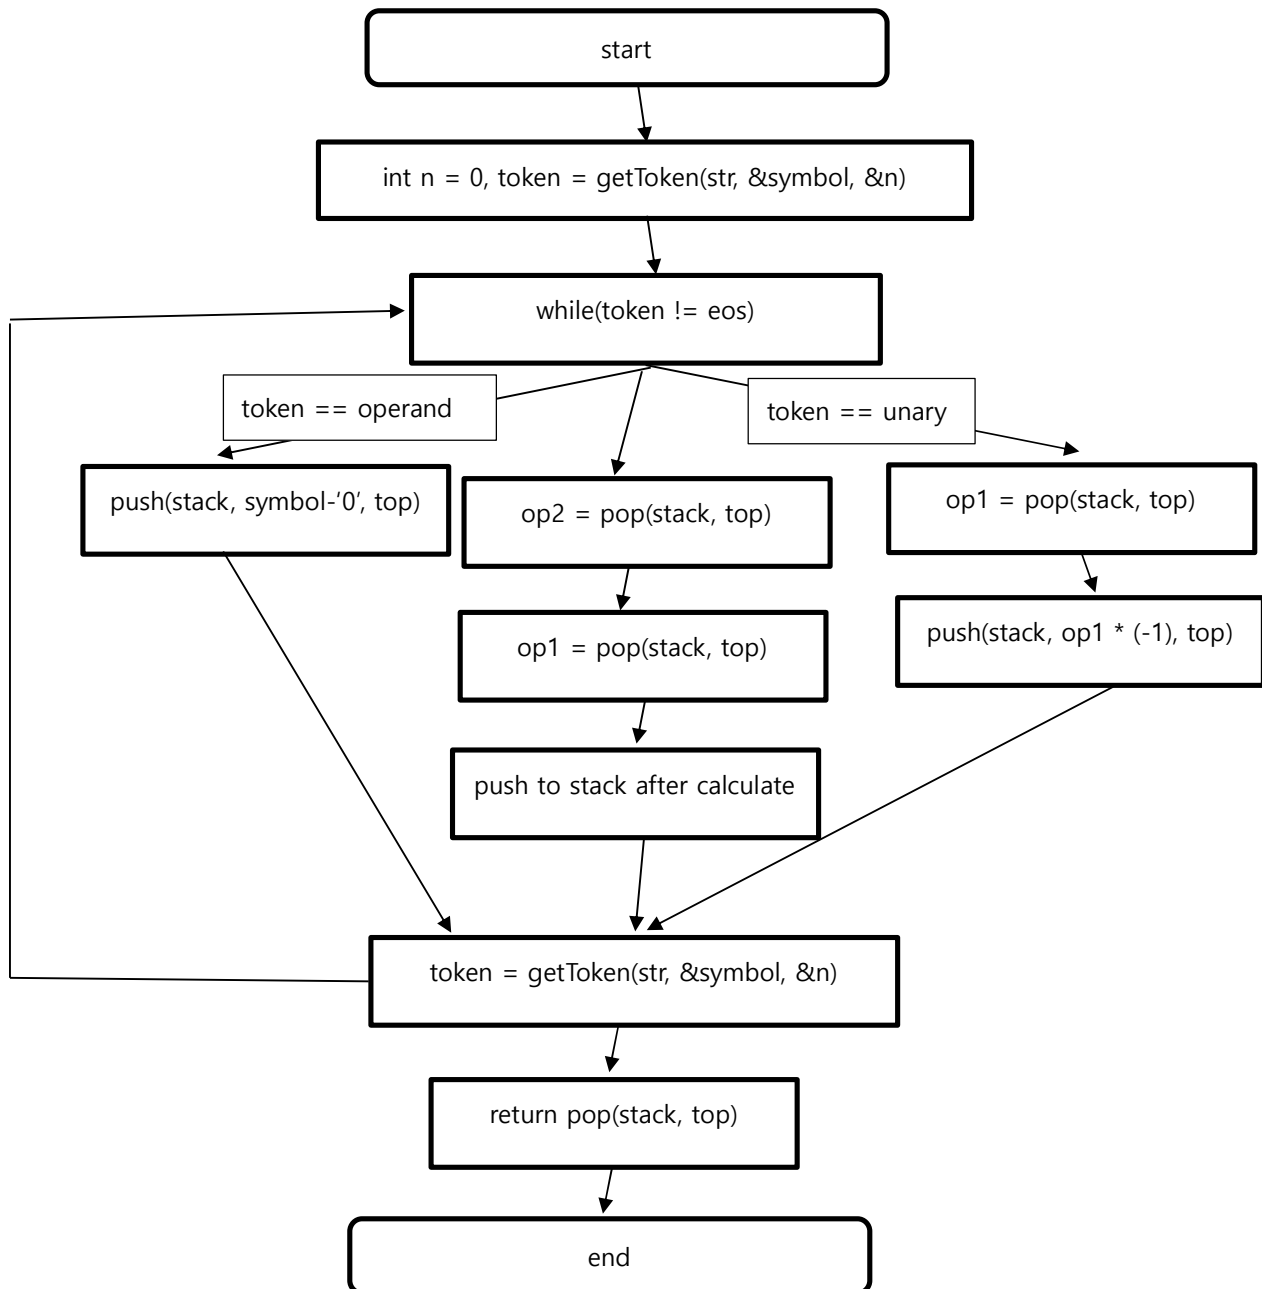 start
int n = 0, token = getToken(str, &symbol, &n)
while(token != eos)
token == operand
token == unary
push(stack, symbol-'0', top)
op2 = pop(stack, top)
op1 = pop(stack, top)
op1 = pop(stack, top)
push(stack, op1 * (-1), top)
push to stack after calculate
token = getToken(str, &symbol, &n)
return pop(stack, top)
end